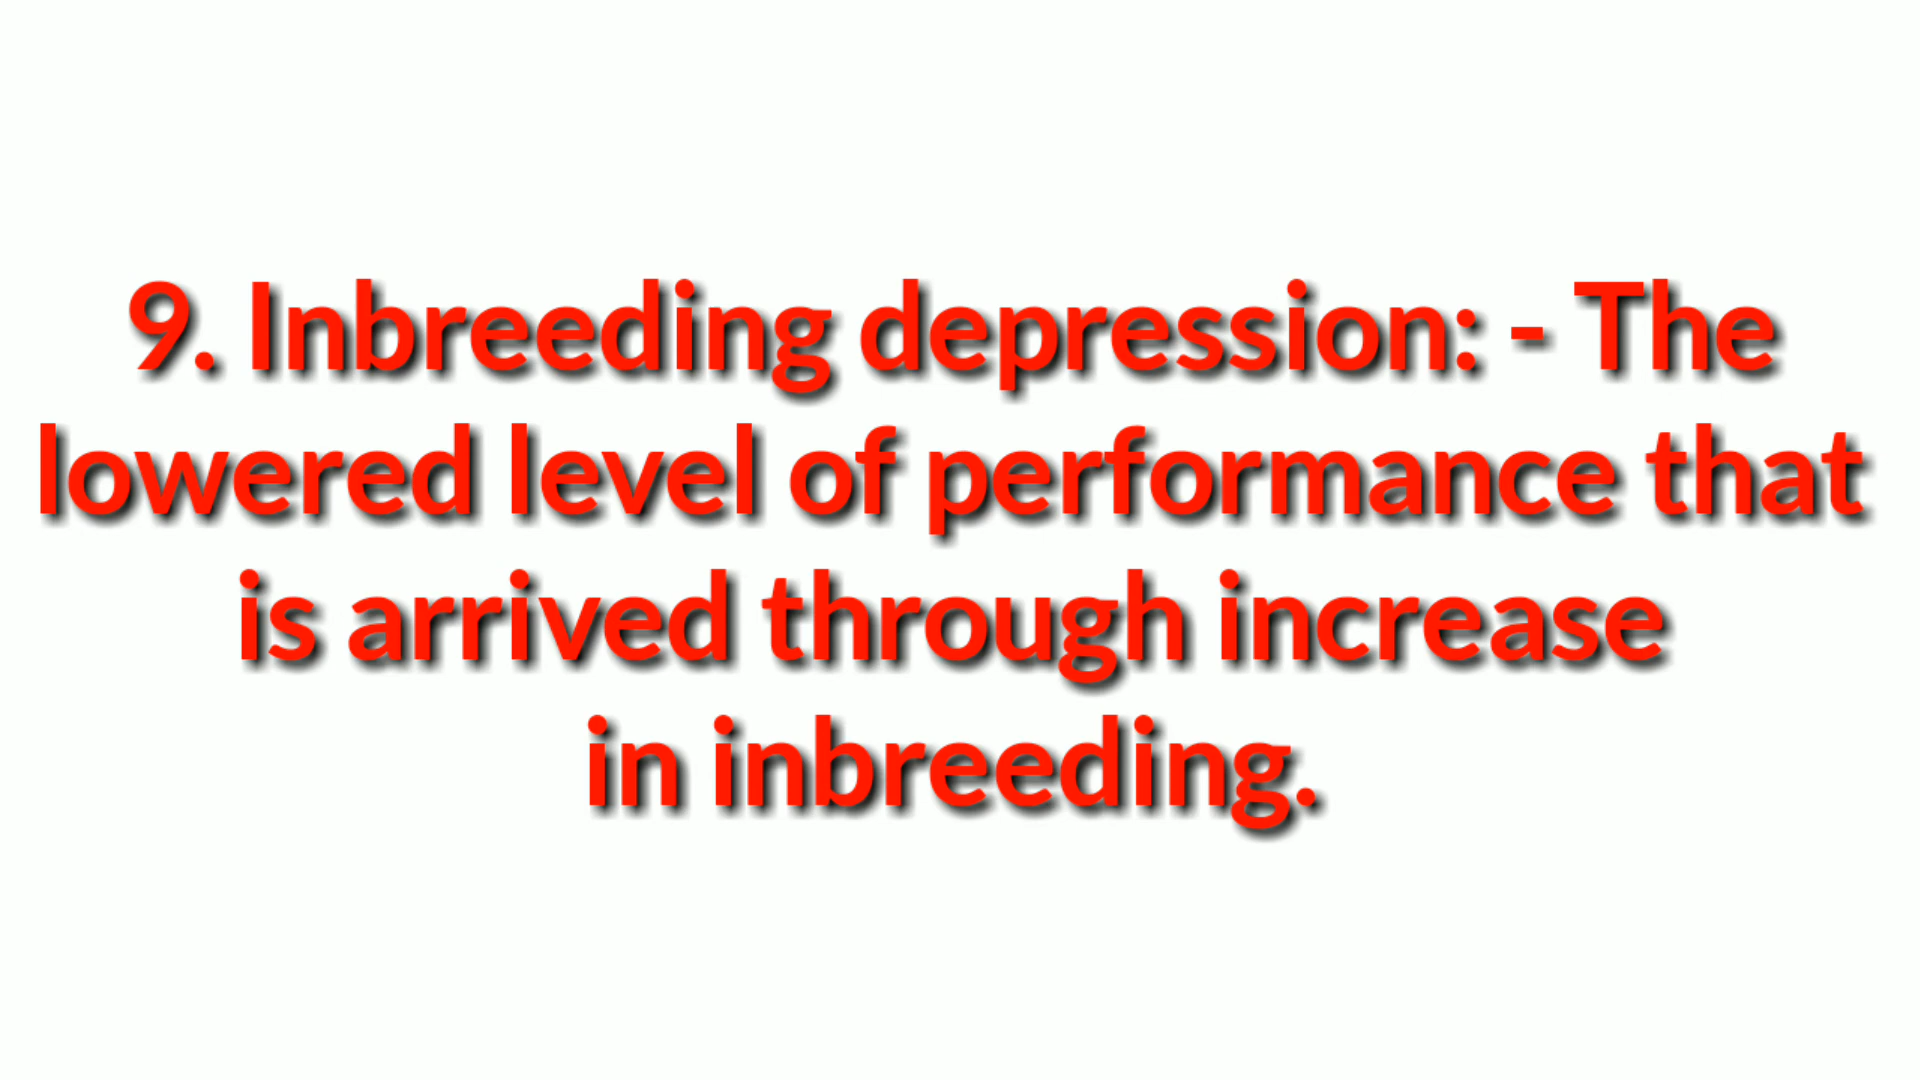 9. Inbreeding depression: - The
lowered level of performance that
is arrived through increase
in inbreeding.